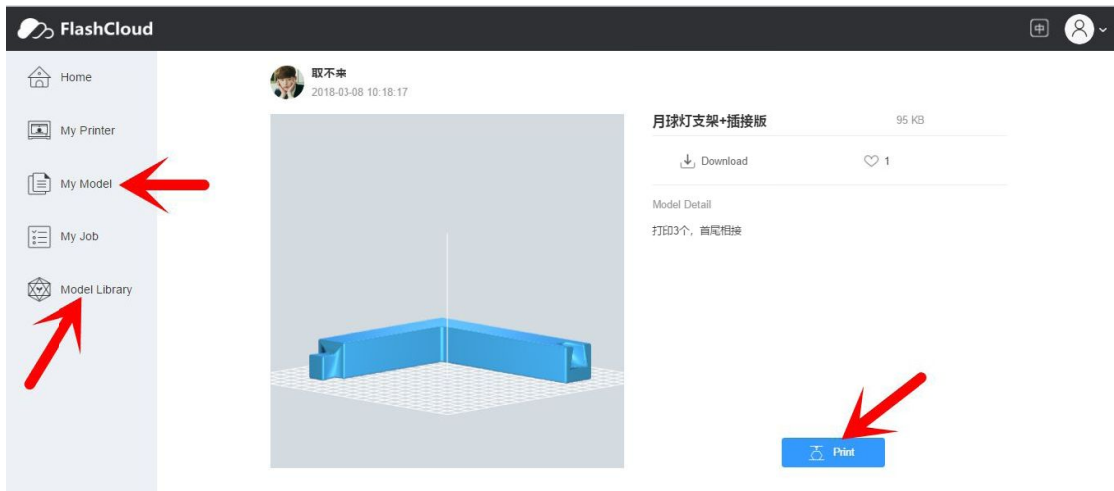 FlashCloud
中
Home
My Printer
My Model
My Job
Model Library
取不来
2018-03-08 10:18:17
月球灯支架+插接版
95 KB
Download
1
Model Detail
打印3个，首尾相接
Print